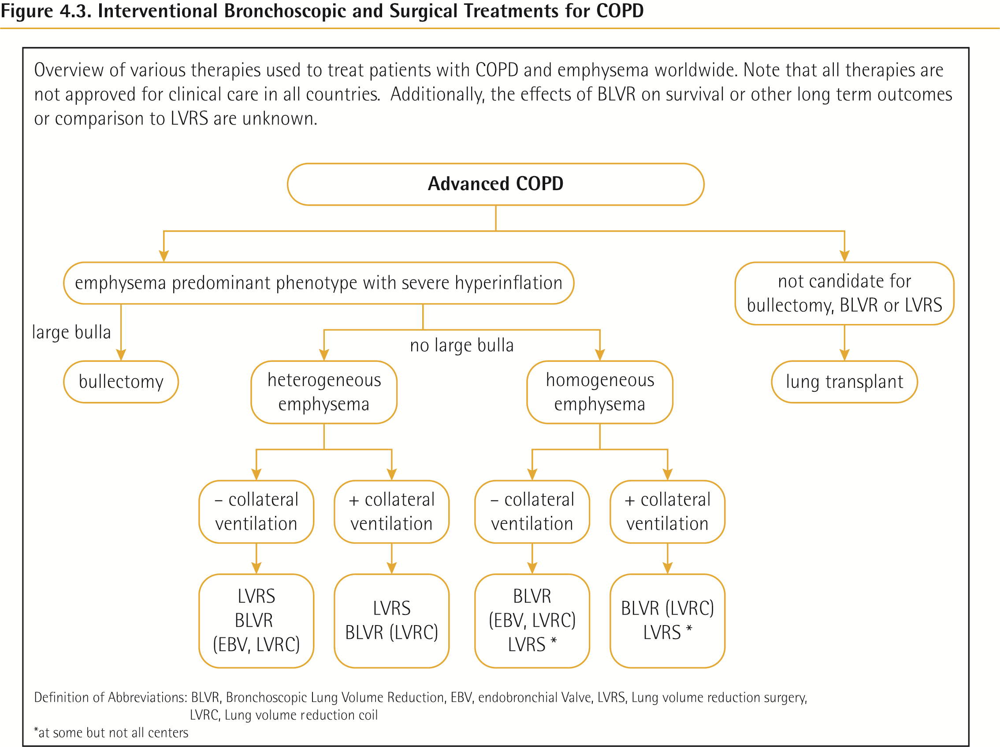 Figure 4.3. Interventional Bronchoscopic and Surgical Treatments for COPD
Overview of various therapies used to treat patients with COPD and emphysema worldwide. Note that all therapies are
not approved for clinical care in all countries.  Additionally, the effects of BLVR on survival or other long term outcomes
or comparison to LVRS are unknown.
Advanced COPD
emphysema predominant phenotype with severe hyperinflation
not candidate for
bullectomy, BLVR or LVRS
large bulla
no large bulla
bullectomy
heterogeneous
emphysema
homogeneous
emphysema
lung transplant
– collateral
ventilation
+ collateral
ventilation
– collateral
ventilation
+ collateral
ventilation
LVRS
BLVR
(EBV, LVRC)
LVRS
BLVR (LVRC)
BLVR
(EBV, LVRC)
LVRS *
BLVR (LVRC)
LVRS *
Definition of Abbreviations: BLVR, Bronchoscopic Lung Volume Reduction, EBV, endobronchial Valve, LVRS, Lung volume reduction surgery,
LVRC, Lung volume reduction coil
*at some but not all centers